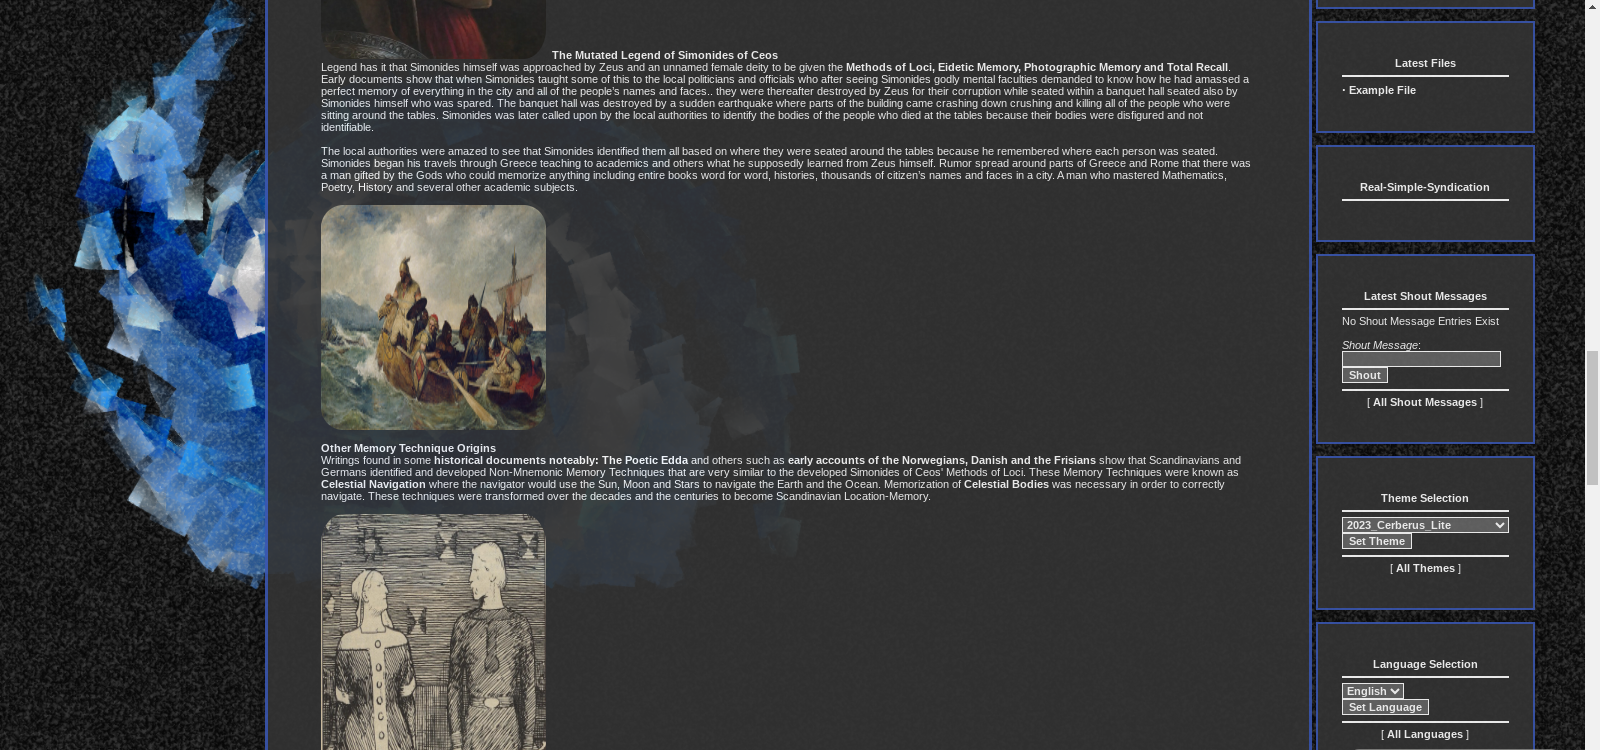 The Mutated Legend of Simonides of Ceos
Legend has it that Simonides himself was approached by Zeus and an unnamed female deity to be given the Methods of Loci, Eidetic Memory, Photographic Memory and Total Recall.
Early documents show that when Simonides taught some of this to the local politicians and officials who after seeing Simonides godly mental faculties demanded to know how he had amassed a
perfect memory of everything in the city and all of the people's names and faces.. they were thereafter destroyed by Zeus for their corruption while seated within a banquet hall seated also by
Simonides himself who was spared. The banquet hall was destroyed by a sudden earthquake where parts of the building came crashing down crushing and killing all of the people who were
sitting around the tables. Simonides was later called upon by the local authorities to identify the bodies of the people who died at the tables because their bodies were disfigured and not
identifiable.
The local authorities were amazed to see that Simonides identified them all based on where they were seated around the tables because he remembered where each person was seated.
Simonides began his travels through Greece teaching to academics and others what he supposedly learned from Zeus himself. Rumor spread around parts of Greece and Rome that there was
a man gifted by the Gods who could memorize anything including entire books word for word, histories, thousands of citizen's names and faces in a city. A man who mastered Mathematics,
Poetry, History and several other academic subjects.
Other Memory Technique Origins
Writings found in some historical documents noteably: The Poetic Edda and others such as early accounts of the Norwegians, Danish and the Frisians show that Scandinavians and
Germans identified and developed Non-Mnemonic Memory Techniques that are very similar to the developed Simonides of Ceos' Methods of Loci. These Memory Techniques were known as
Celestial Navigation where the navigator would use the Sun, Moon and Stars to navigate the Earth and the Ocean. Memorization of Celestial Bodies was necessary in order to correctly
navigate. These techniques were transformed over the decades and the centuries to become Scandinavian Location-Memory.
Latest Files
· Example File
Real-Simple-Syndication
Latest Shout Messages
No Shout Message Entries Exist
Shout Message:
Shout
[ All Shout Messages ]
Theme Selection
2023_Cerberus_Lite
Set Theme
[ All Themes ]
Language Selection
English
Set Language
[ All Languages ]